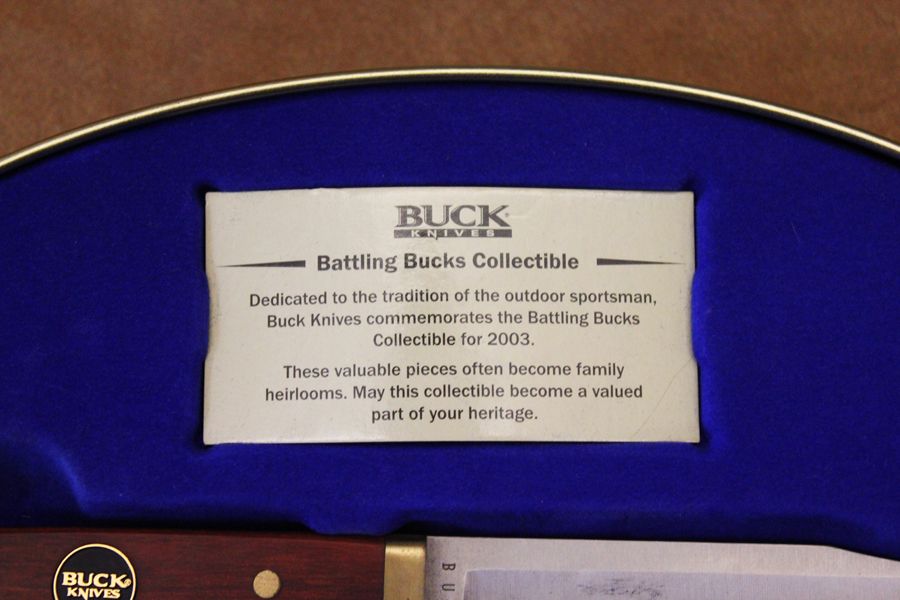 BUCK®
KNIVES
Battling Bucks Collectible
Dedicated to the tradition of the outdoor sportsman,
Buck Knives commemorates the Battling Bucks
Collectible for 2003.
These valuable pieces often become family
heirlooms. May this collectible become a valued
part of your heritage.
BUCK®
KNIVES
B U